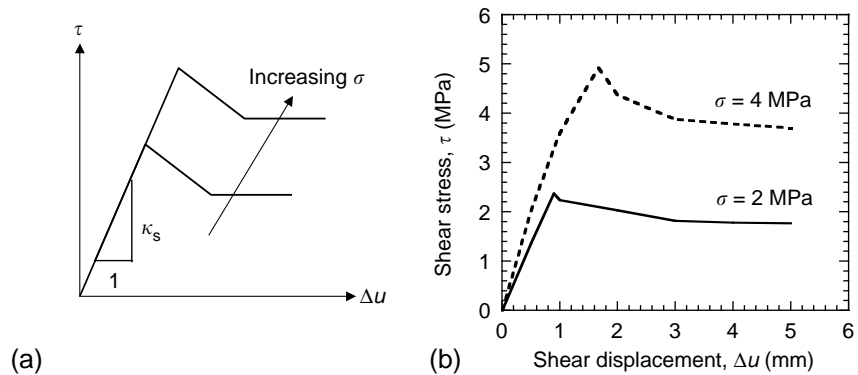 τ
Increasing σ
κs
1
Δu
(a)
6
5
4
3
2
1
0
Shear stress, τ (MPa)
σ = 4 MPa
σ = 2 MPa
0 1 2 3 4 5 6
Shear displacement, Δu (mm)
(b)